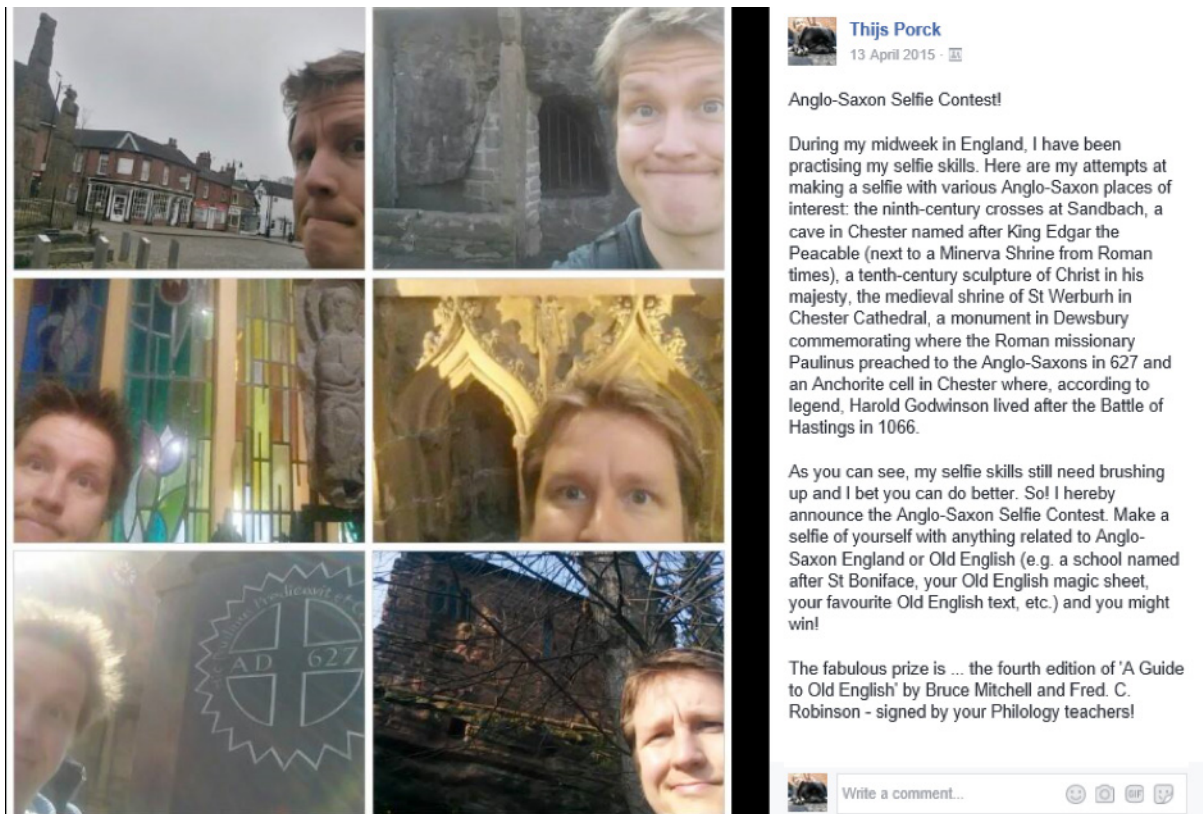 Thijs Porck
13 April 2015 ·
Anglo-Saxon Selfie Contest!
During my midweek in England, I have been
practising my selfie skills. Here are my attempts at
making a selfie with various Anglo-Saxon places of
interest: the ninth-century crosses at Sandbach, a
cave in Chester named after King Edgar the
Peacable (next to a Minerva Shrine from Roman
times), a tenth-century sculpture of Christ in his
majesty, the medieval shrine of St Werburh in
Chester Cathedral, a monument in Dewsbury
commemorating where the Roman missionary
Paulinus preached to the Anglo-Saxons in 627 and
an Anchorite cell in Chester where, according to
legend, Harold Godwinson lived after the Battle of
Hastings in 1066.
As you can see, my selfie skills still need brushing
up and I bet you can do better. So! I hereby
announce the Anglo-Saxon Selfie Contest. Make a
selfie of yourself with anything related to Anglo-
Saxon England or Old English (e.g. a school named
after St Boniface, your Old English magic sheet,
your favourite Old English text, etc.) and you might
win!
The fabulous prize is ... the fourth edition of 'A Guide
to Old English' by Bruce Mitchell and Fred. C.
Robinson - signed by your Philology teachers!
Write a comment...
GIF
AD 627